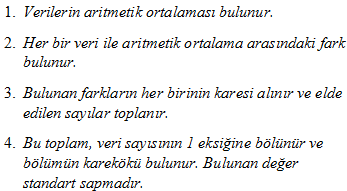 1. Verilerin aritmetik ortalaması bulunur.
2. Her bir veri ile aritmetik ortalama arasındaki fark
bulunur.
3. Bulunan farkların her birinin karesi alınır ve elde
edilen sayılar toplanır.
4. Bu toplam, veri sayısının 1 eksiğine bölünür ve
bölümün karekökü bulunur. Bulunan değer
standart sapmadır.